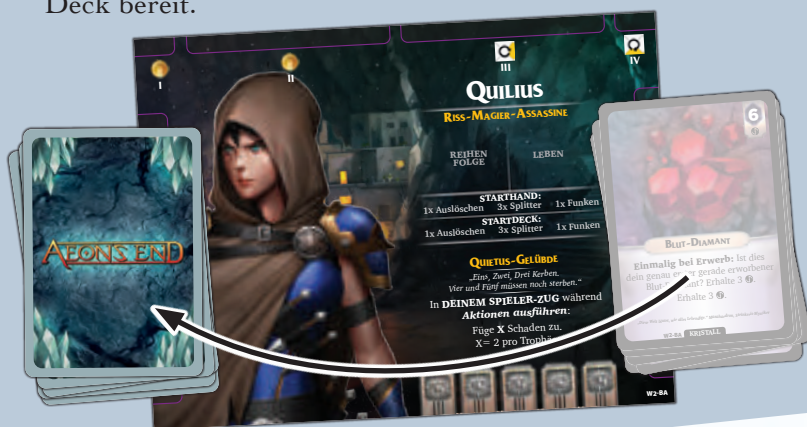 Deck bereit.
I
II
III
IV
QUILIUS
RISS-MAGIER-ASSASSINE
REIHEN
FOLGE
LEBEN
STARTHAND:
1x Auslöschen 3x Splitter 1x Funken
STARTDECK:
1x Auslöschen 3x Splitter 1x Funken
QUIETUS-GELÜBDE
„Eins, Zwei, Drei Kerben.
Vier und Fünf müssen noch sterben.“
In DEINEM SPIELER-ZUG während
Aktionen ausführen:
Füge X Schaden zu.
X= 2 pro
W2-BA
AEON'S END
6
BLUT-DIAMANT
Einmalig bei Erwerb: Ist dies
dein genau gerade erworbener
Erhalte 3
Erhalte 3
W2-BA KRISTALL